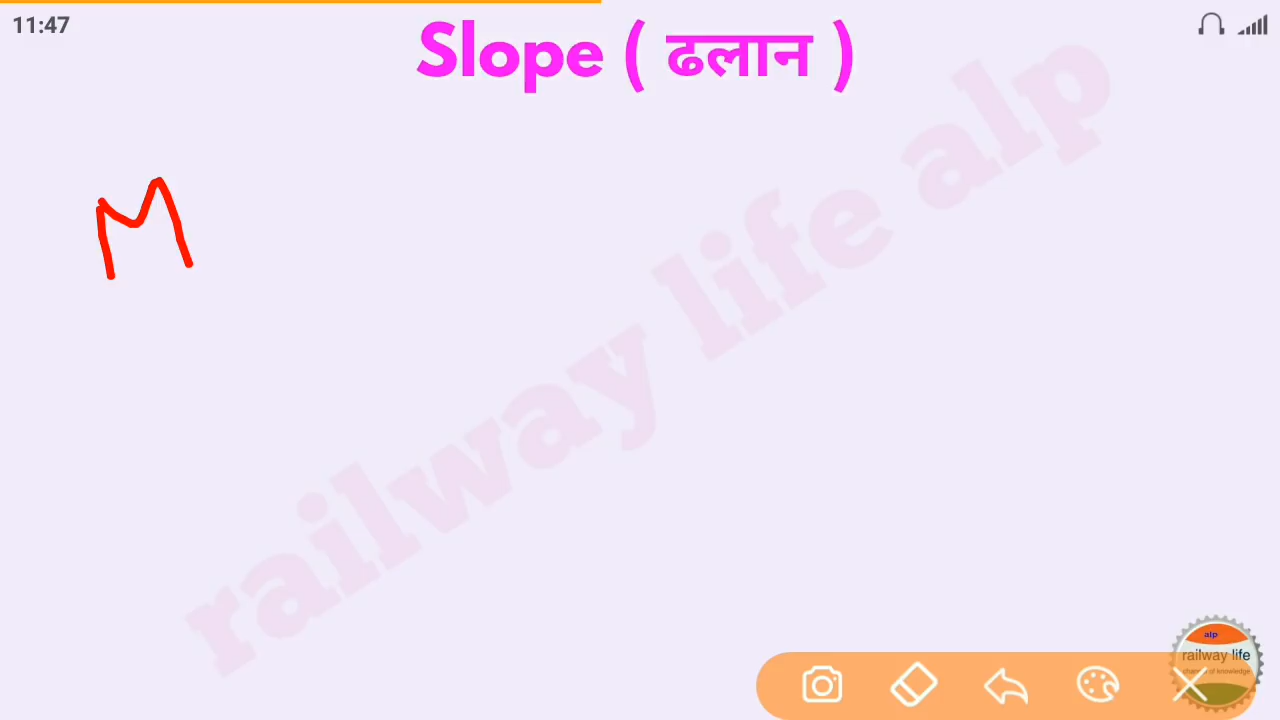 11:47
Slope ( ढलान )
M
railway life alp
alp
railway life